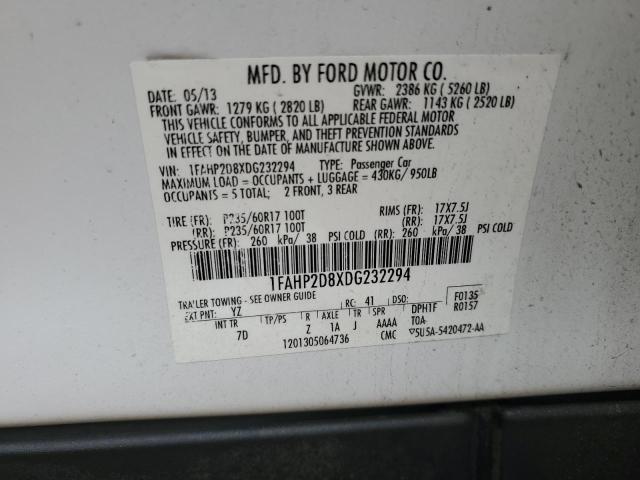 MFD. BY FORD MOTOR CO.
DATE: 05/13 GVWR: 2386 KG ( 5260 LB)
FRONT GAWR: 1279 KG ( 2820 LB) REAR GAWR: 1143 KG ( 2520 LB)
THIS VEHICLE CONFORMS TO ALL APPLICABLE FEDERAL MOTOR
VEHICLE SAFETY, BUMPER, AND THEFT PREVENTION STANDARDS
IN EFFECT ON THE DATE OF MANUFACTURE SHOWN ABOVE.
VIN: 1FAHP2D8XDG232294 TYPE: Passenger Car
MAXIMUM LOAD = OCCUPANTS + LUGGAGE = 430KG/ 950LB
OCCUPANTS = 5 TOTAL; 2 FRONT, 3 REAR
TIRE (FR): P235/60R17 100T RIMS (FR): 17X7.5J
(RR): P235/60R17 100T (RR): 17X7.5J
PRESSURE (FR): 260 kPa/ 38 PSI COLD (RR): 260 kPa/ 38 PSI COLD
1FAHP2D8XDG232294
TRAILER TOWING - SEE OWNER GUIDE
EXT PNT: YZ RC: 41 DSO: F0135
INT TR TP/PS R AXLE TR SPR DPH1F R0157
7D Z 1A J AAAA TOA
1201305064736 CMC ▽5U5A-5420472-AA